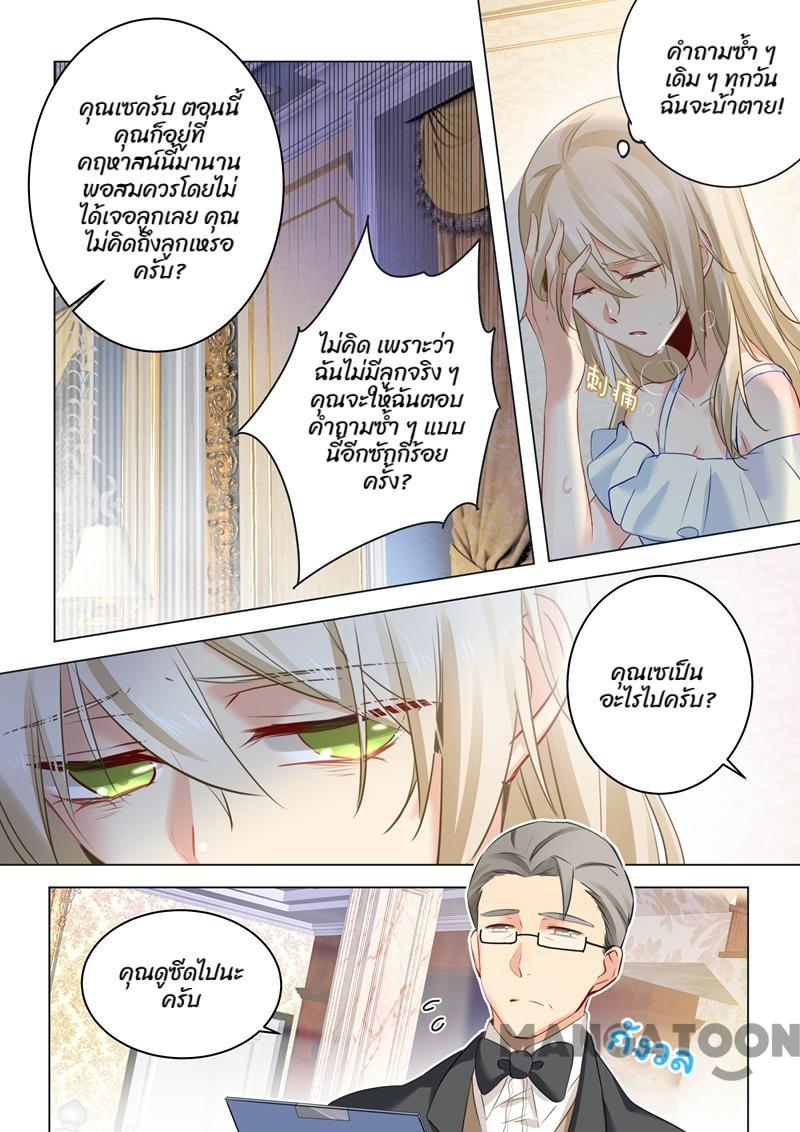 คุณเซครับ ตอนนี้
คุณก็อยู่ที่
คฤหาสน์นี้มานาน
พอสมควรโดยไม่
ได้เจอลูกเลย คุณ
ไม่คิดถึงลูกเหรอ
ครับ?
ไม่คิด เพราะว่า
ฉันไม่มีลูกจริง ๆ
คุณจะให้ฉันตอบ
คำถามซ้ำ ๆ แบบ
นี้อีกซักกี่ร้อย
ครั้ง?
คำถามซ้ำ ๆ
เดิม ๆ ทุกวัน
ฉันจะบ้าตาย!
刺痛
คุณเซเป็น
อะไรไปครับ?
คุณดูซีดไปนะ
ครับ
กังวล
MANGATOON